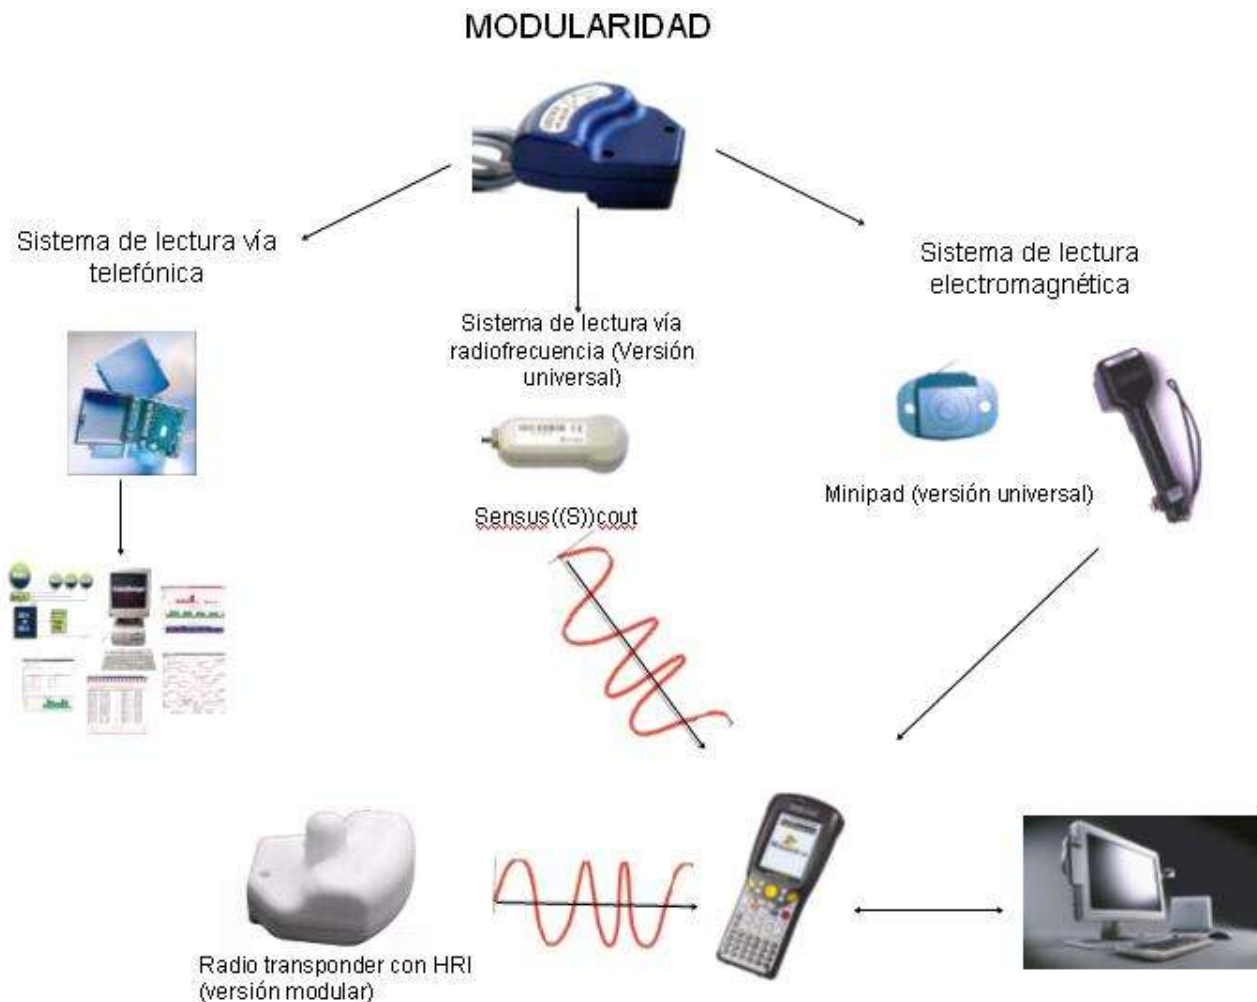 MODULARIDAD
Sistema de lectura vía
telefónica
Sistema de lectura vía
radiofrecuencia (Versión
universal)
Sistema de lectura
electromagnética
Sensus((S))cout
Minipad (versión universal)
Radio transponder con HRI
(versión modular)